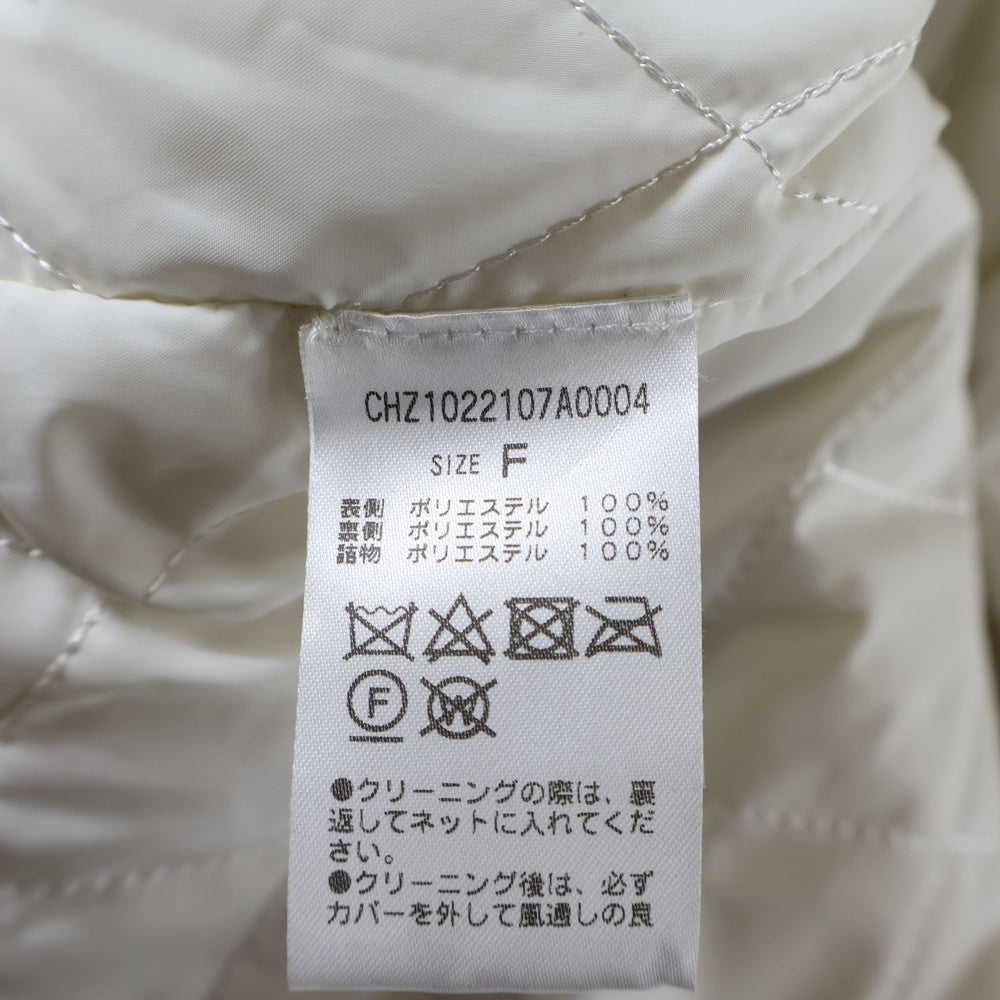 CHZ1022107A0004
SIZE F
表側 ポリエステル 100%
裏側 ポリエステル 100%
詰物 ポリエステル 100%
F
W
●クリーニングの際は、裏
返してネットに入れてくだ
さい。
●クリーニング後は、必ず
カバーを外して風通しの良